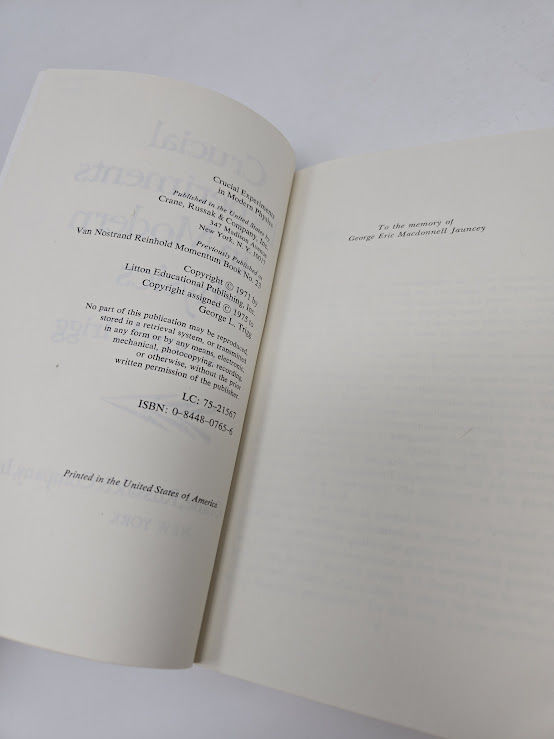 Crucial Experiments
in Modern Physics
Published in the United States by
Crane, Russak & Company, Inc.
347 Madison Avenue
New York, N.Y. 10017
Previously Published as
Van Nostrand Reinhold Momentum Book No. 23
Copyright © 1971 by
Litton Educational Publishing, Inc.
Copyright assigned © 1975 to
George L. Trigg
No part of this publication may be reproduced,
stored in a retrieval system, or transmitted
in any form or by any means, electronic,
mechanical, photocopying, recording,
or otherwise, without the prior
written permission of the publisher.
LC: 75-21567
ISBN: 0-8448-0765-6
Printed in the United States of America
To the memory of
George Eric Macdonnell Jauncey